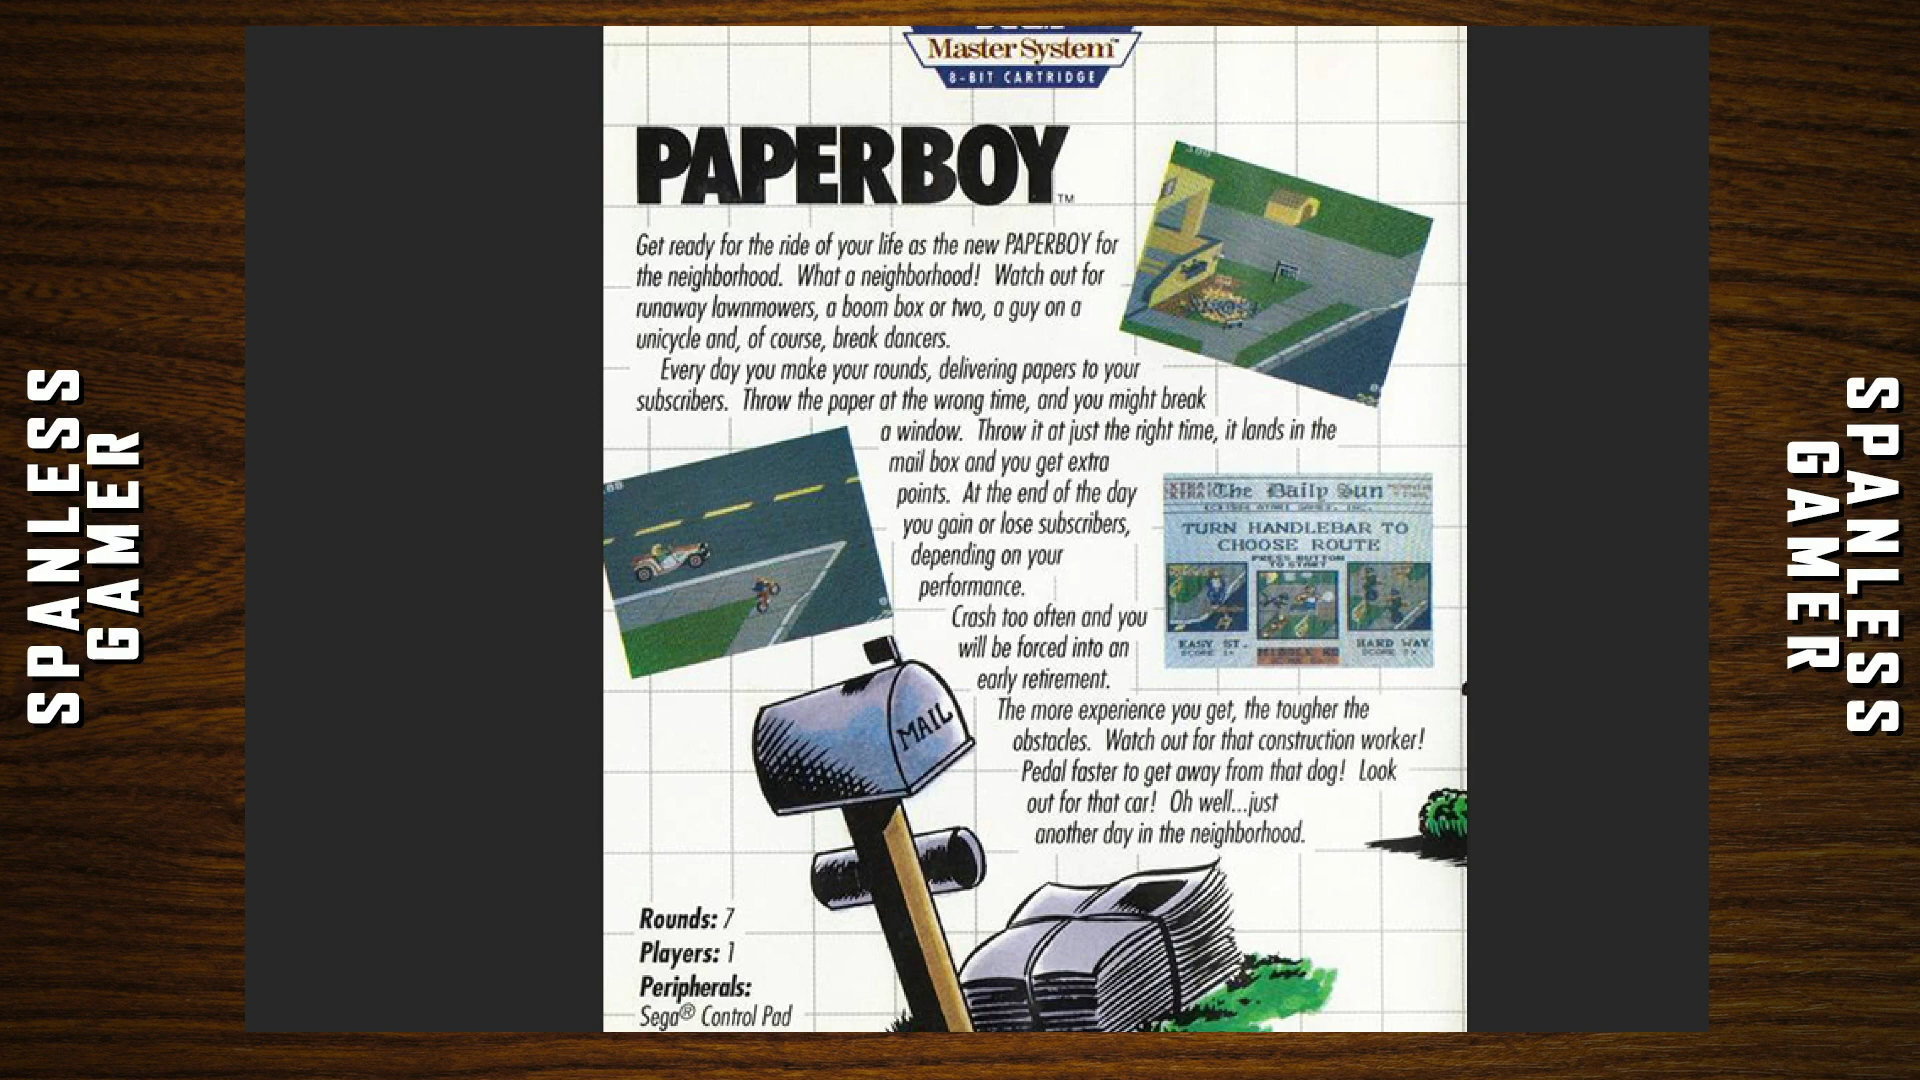 SPANLESS
GAMER
Master System™
8-BIT CARTRIDGE
PAPERBOY™
Get ready for the ride of your life as the new PAPERBOY for
the neighborhood. What a neighborhood! Watch out for
runaway lawnmowers, a boom box or two, a guy on a
unicycle and, of course, break dancers.
Every day you make your rounds, delivering papers to your
subscribers. Throw the paper at the wrong time, and you might break
a window. Throw it at just the right time, it lands in the
mail box and you get extra
points. At the end of the day
you gain or lose subscribers,
depending on your
performance.
Crash too often and you
will be forced into an
early retirement.
The more experience you get, the tougher the
obstacles. Watch out for that construction worker!
Pedal faster to get away from that dog! Look
out for that car! Oh well...just
another day in the neighborhood.
The Daily Sun
TURN HANDLEBAR TO
CHOOSE ROUTE
PRESS BUTTON
TO START
EASY ST.
HARD WAY
MAIL
Rounds: 7
Players: 1
Peripherals:
Sega® Control Pad
SPANLESS
GAMER